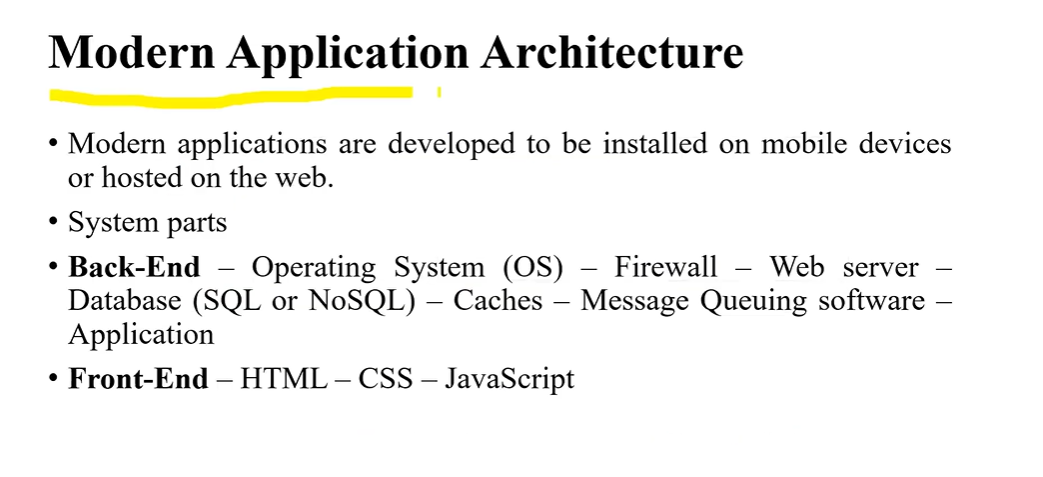 Modern Application Architecture
• Modern applications are developed to be installed on mobile devices
or hosted on the web.
• System parts
• Back-End – Operating System (OS) – Firewall – Web server –
Database (SQL or NoSQL) – Caches – Message Queuing software –
Application
• Front-End – HTML – CSS – JavaScript